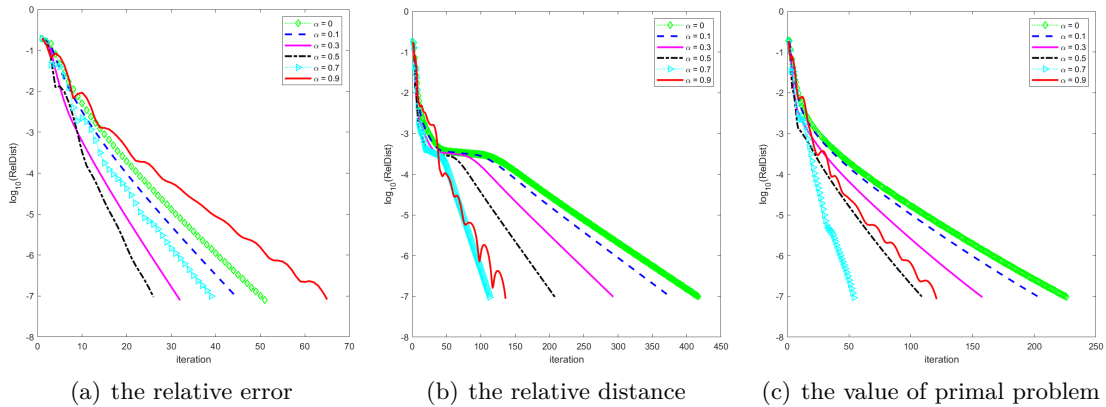 0
-1
-2
-3
-4
-5
-6
-7
-8
log10(RelDist)
0 10 20 30 40 50 60 70
iteration
α = 0
α = 0.1
α = 0.3
α = 0.5
α = 0.7
α = 0.9
(a) the relative error
0
-1
-2
-3
-4
-5
-6
-7
-8
log10(RelDist)
0 50 100 150 200 250 300 350 400 450
iteration
α = 0
α = 0.1
α = 0.3
α = 0.5
α = 0.7
α = 0.9
(b) the relative distance
0
-1
-2
-3
-4
-5
-6
-7
-8
log10(RelDist)
0 50 100 150 200 250
iteration
α = 0
α = 0.1
α = 0.3
α = 0.5
α = 0.7
α = 0.9
(c) the value of primal problem